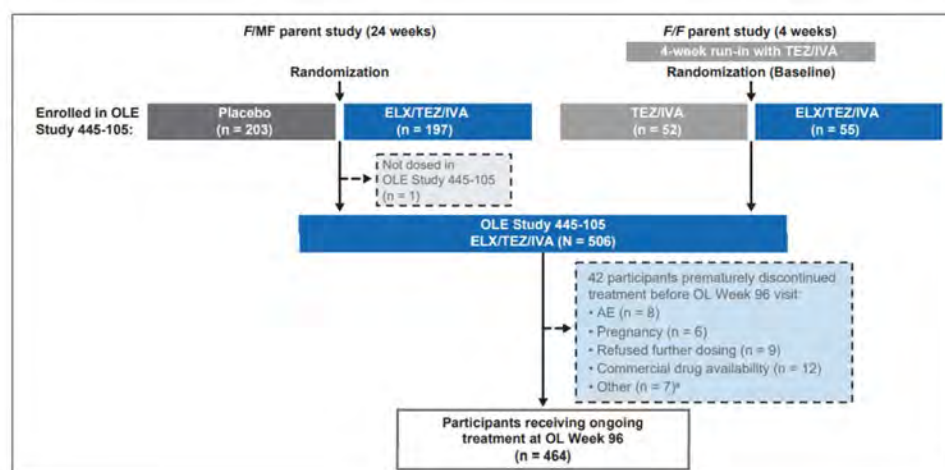 F/MF parent study (24 weeks)
F/F parent study (4 weeks)
4-week run-in with TEZ/IVA
Randomization
Randomization (Baseline)
Enrolled in OLE
Study 445-105:
Placebo
(n = 203)
ELX/TEZ/IVA
(n = 197)
TEZ/IVA
(n = 52)
ELX/TEZ/IVA
(n = 55)
Not dosed in
OLE Study 445-105
(n = 1)
OLE Study 445-105
ELX/TEZ/IVA (N = 506)
42 participants prematurely discontinued
treatment before OL Week 96 visit:
• AE (n = 8)
• Pregnancy (n = 6)
• Refused further dosing (n = 9)
• Commercial drug availability (n = 12)
• Other (n = 7)ᵃ
Participants receiving ongoing
treatment at OL Week 96
(n = 464)